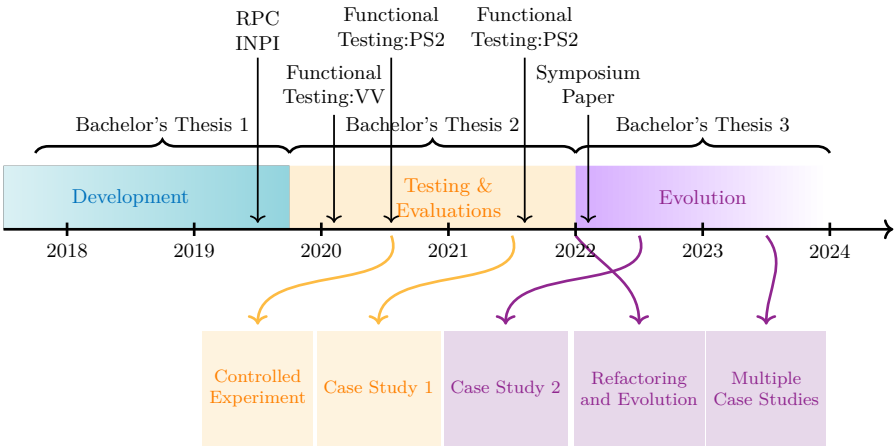 RPC
INPI
Functional
Testing:PS2
Functional
Testing:PS2
Functional
Testing:VV
Symposium
Paper
Bachelor's Thesis 1
Bachelor's Thesis 2
Bachelor's Thesis 3
Development
Testing &
Evaluations
Evolution
2018
2019
2020
2021
2022
2023
2024
Controlled
Experiment
Case Study 1
Case Study 2
Refactoring
and Evolution
Multiple
Case Studies